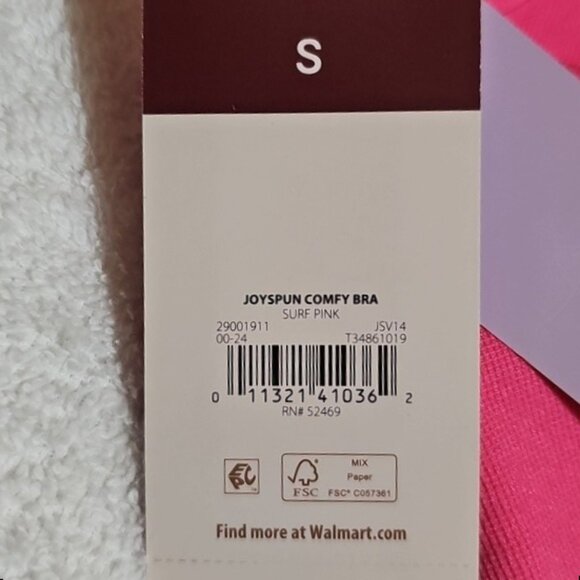 S
JOYSPUN COMFY BRA
SURF PINK
29001911 JSV14
00-24 T34861019
0 11321 41036 2
RN# 52469
EPC
MIX
Paper
FSC FSC® C057361
Find more at Walmart.com